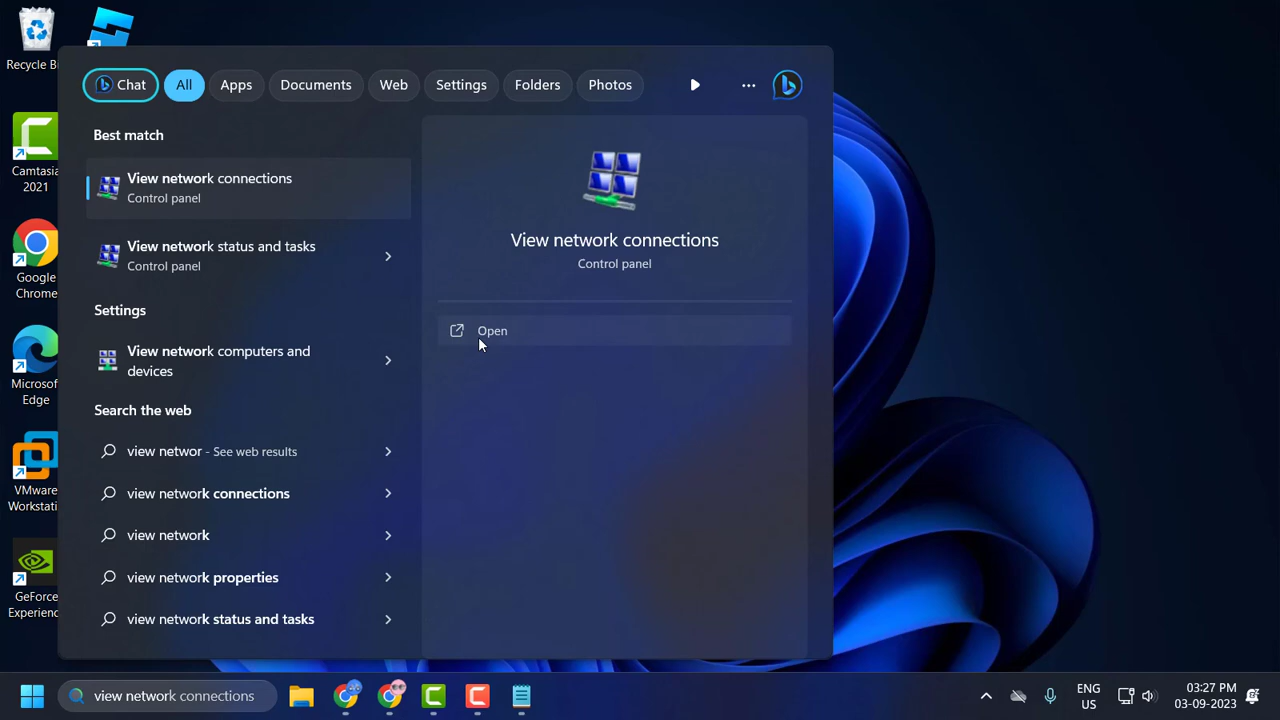 Recycle Bi
Camtasia
2021
Google
Chrome
Microsof
Edge
VMware
Workstati
GeForce
Experienc
Chat
All
Apps
Documents
Web
Settings
Folders
Photos
Best match
View network connections
Control panel
View network status and tasks
Control panel
Settings
View network computers and
devices
Search the web
view networ - See web results
view network connections
view network
view network properties
view network status and tasks
View network connections
Control panel
Open
view network connections
ENG
US
03:27 PM
03-09-2023